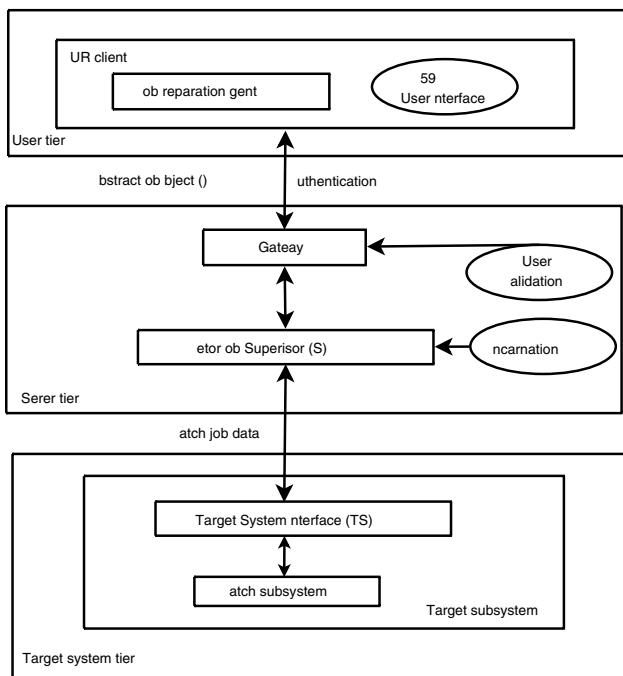 UR client
ob reparation gent
59
User nterface
User tier
bstract ob bject ()
uthentication
Gateay
User
alidation
etor ob Superisor (S)
ncarnation
Serer tier
atch job data
Target System nterface (TS)
atch subsystem
Target subsystem
Target system tier